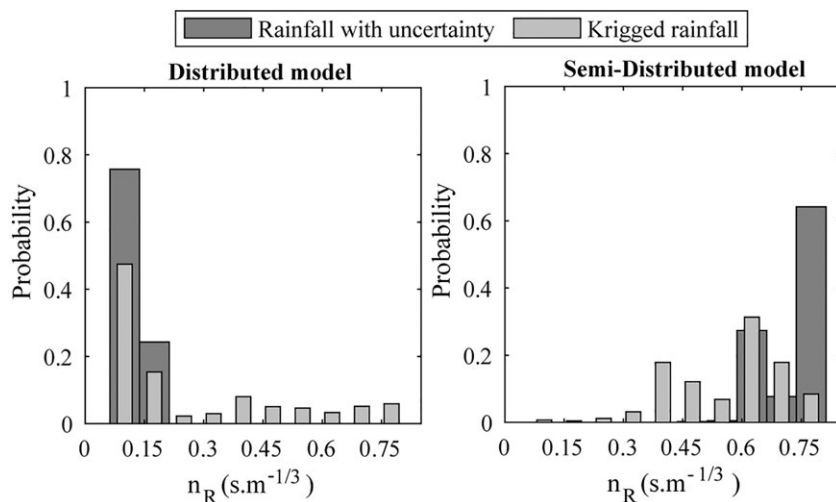 Rainfall with uncertainty Krigged rainfall
Distributed model
Semi-Distributed model
Probability
1
0.8
0.6
0.4
0.2
0
0 0.15 0.3 0.45 0.6 0.75
n_R (s.m^{-1/3})
Probability
1
0.8
0.6
0.4
0.2
0
0 0.15 0.3 0.45 0.6 0.75
n_R (s.m^{-1/3})